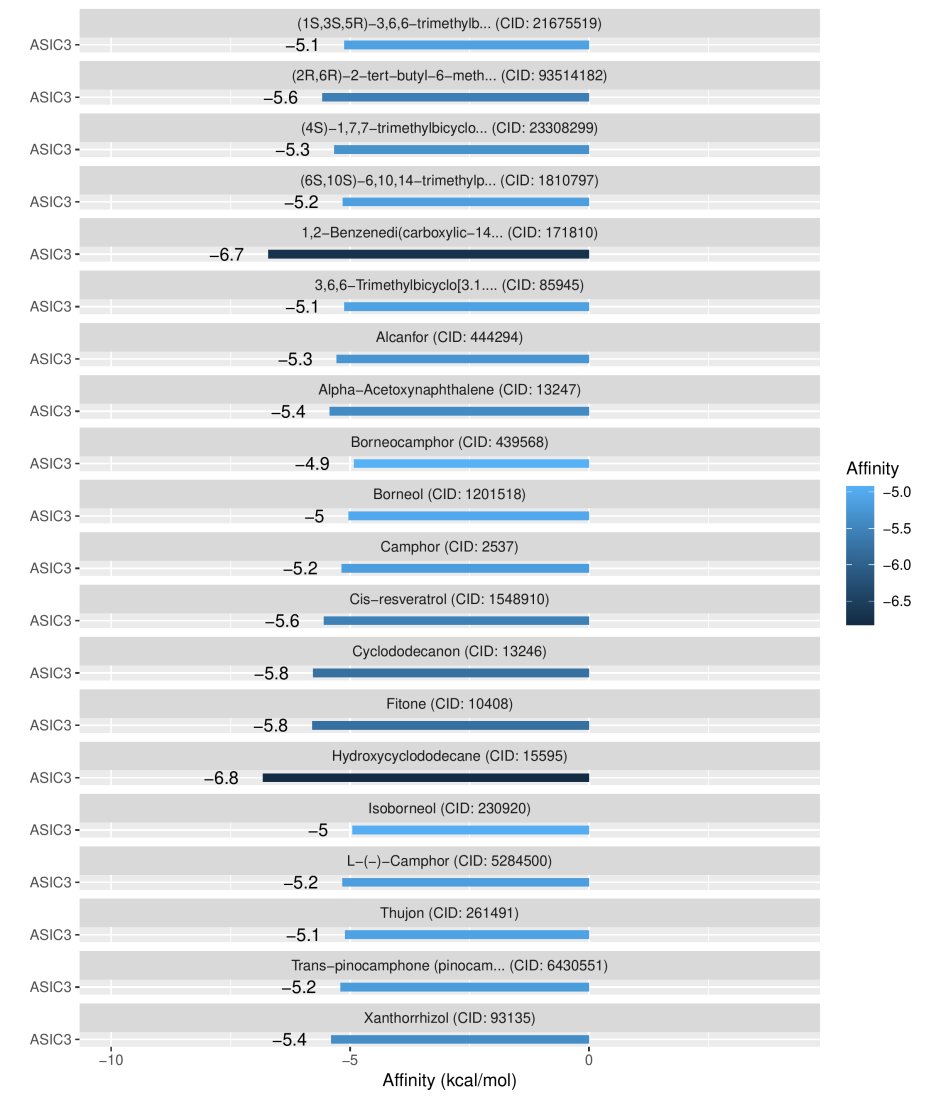 (1S,3S,5R)−3,6,6−trimethylb... (CID: 21675519)
ASIC3
−5.1
(2R,6R)−2−tert−butyl−6−meth... (CID: 93514182)
ASIC3
−5.6
(4S)−1,7,7−trimethylbicyclo... (CID: 23308299)
ASIC3
−5.3
(6S,10S)−6,10,14−trimethylp... (CID: 1810797)
ASIC3
−5.2
1,2−Benzenedi(carboxylic−14... (CID: 171810)
ASIC3
−6.7
3,6,6−Trimethylbicyclo[3.1.... (CID: 85945)
ASIC3
−5.1
Alcanfor (CID: 444294)
ASIC3
−5.3
Alpha−Acetoxynaphthalene (CID: 13247)
ASIC3
−5.4
Borneocamphor (CID: 439568)
ASIC3
−4.9
Borneol (CID: 1201518)
ASIC3
−5
Camphor (CID: 2537)
ASIC3
−5.2
Cis−resveratrol (CID: 1548910)
ASIC3
−5.6
Cyclododecanon (CID: 13246)
ASIC3
−5.8
Fitone (CID: 10408)
ASIC3
−5.8
Hydroxycyclododecane (CID: 15595)
ASIC3
−6.8
Isoborneol (CID: 230920)
ASIC3
−5
L−(−)−Camphor (CID: 5284500)
ASIC3
−5.2
Thujon (CID: 261491)
ASIC3
−5.1
Trans−pinocamphone (pinocam... (CID: 6430551)
ASIC3
−5.2
Xanthorrhizol (CID: 93135)
ASIC3
−5.4
−10
−5
0
Affinity (kcal/mol)
Affinity
−5.0
−5.5
−6.0
−6.5